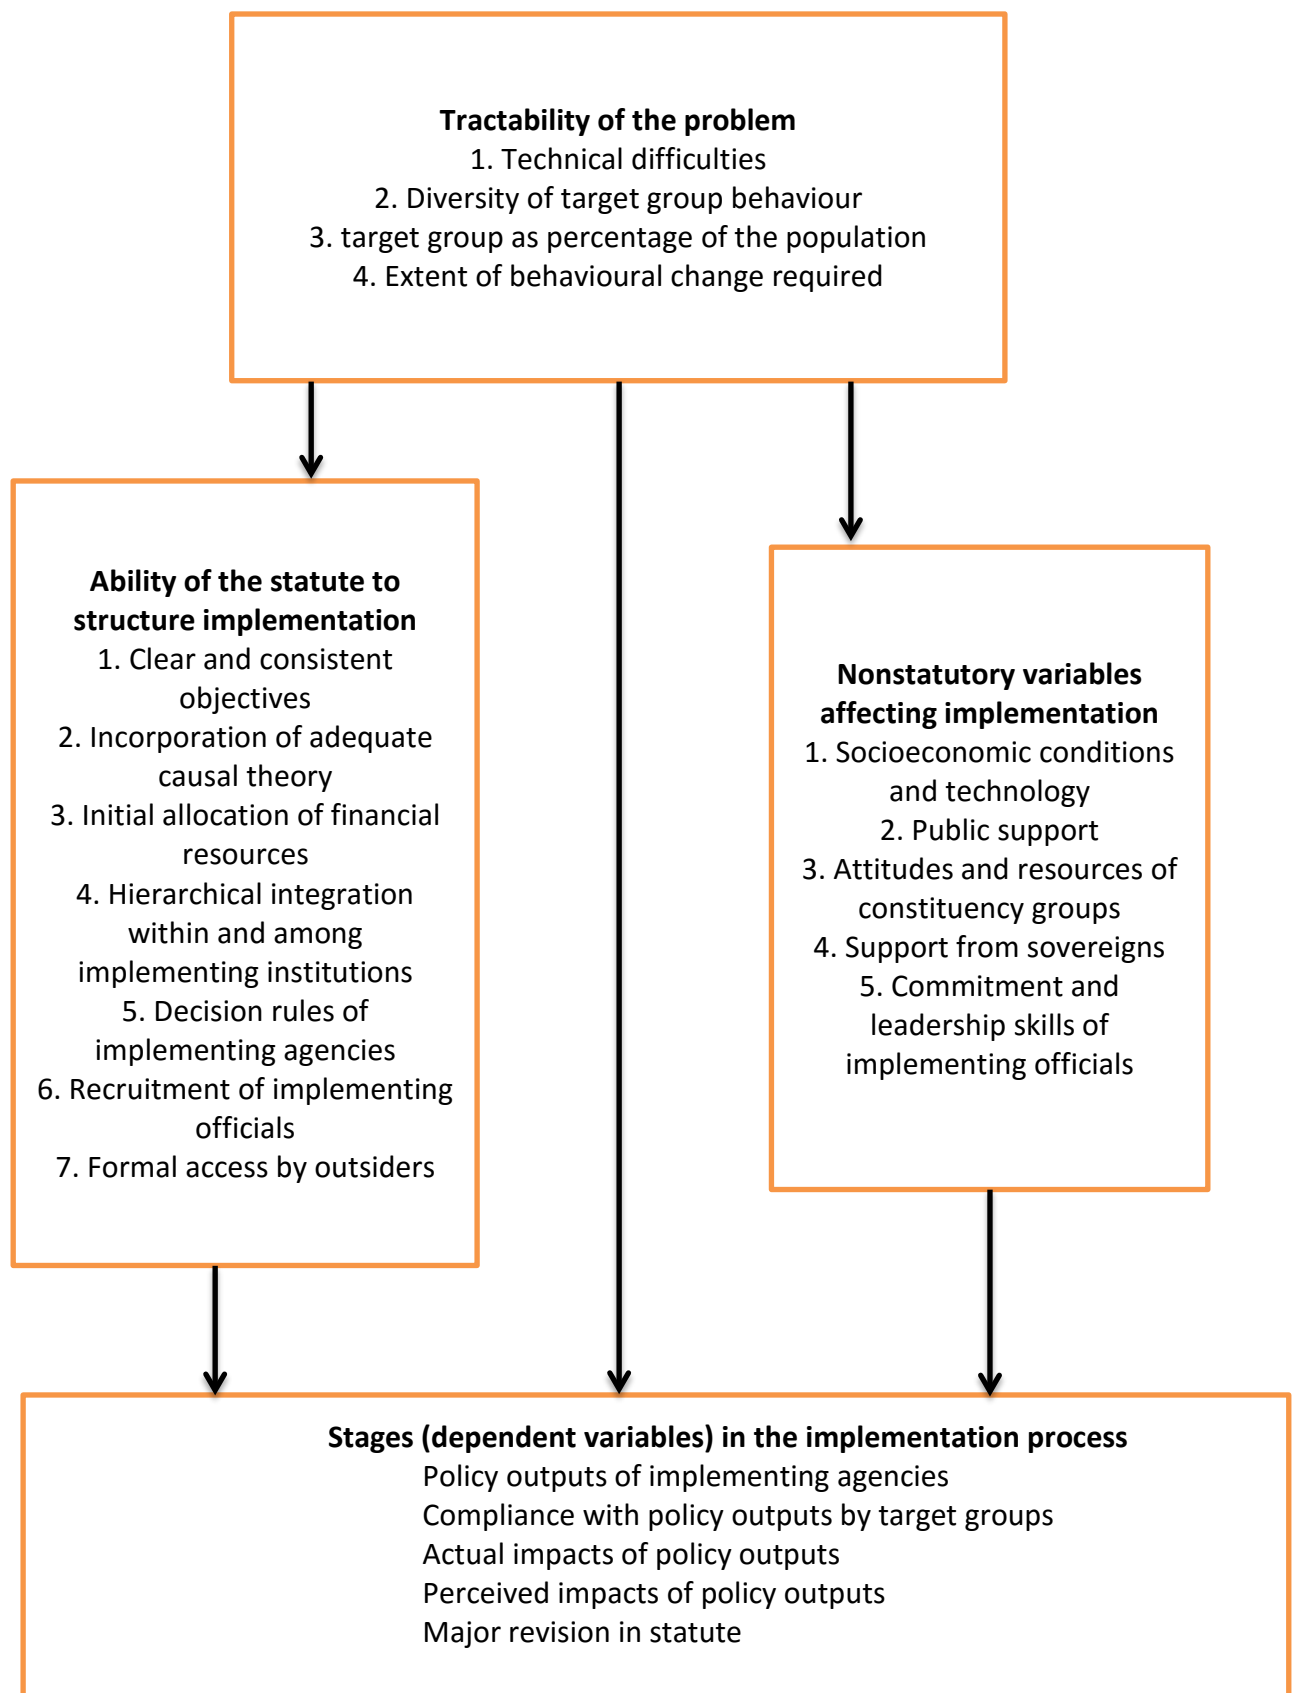 Tractability of the problem
1. Technical difficulties
2. Diversity of target group behaviour
3. target group as percentage of the population
4. Extent of behavioural change required
Ability of the statute to
structure implementation
1. Clear and consistent
objectives
2. Incorporation of adequate
causal theory
3. Initial allocation of financial
resources
4. Hierarchical integration
within and among
implementing institutions
5. Decision rules of
implementing agencies
6. Recruitment of implementing
officials
7. Formal access by outsiders
Nonstatutory variables
affecting implementation
1. Socioeconomic conditions
and technology
2. Public support
3. Attitudes and resources of
constituency groups
4. Support from sovereigns
5. Commitment and
leadership skills of
implementing officials
Stages (dependent variables) in the implementation process
Policy outputs of implementing agencies
Compliance with policy outputs by target groups
Actual impacts of policy outputs
Perceived impacts of policy outputs
Major revision in statute